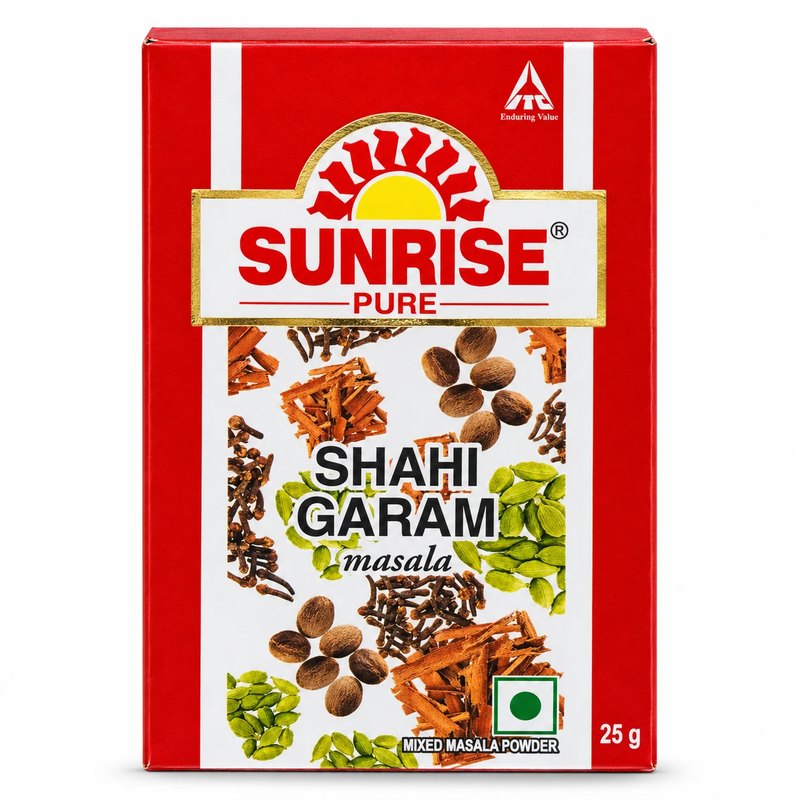 ITC
Enduring Value
SUNRISE®
PURE
SHAHI
GARAM
masala
MIXED MASALA POWDER
25 g